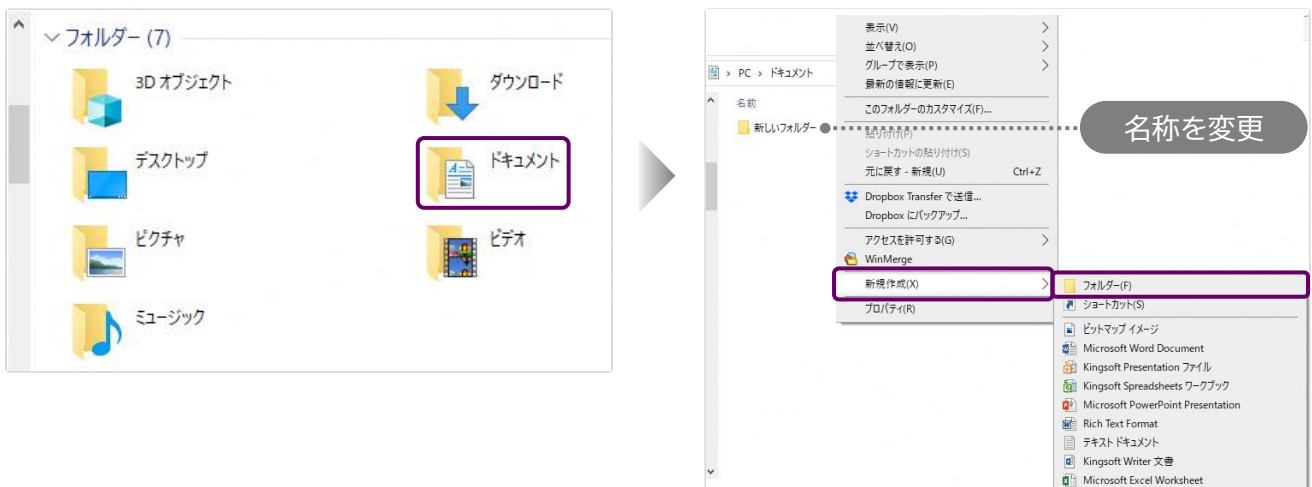 フォルダー (7)
3D オブジェクト
ダウンロード
デスクトップ
ドキュメント
ピクチャ
ビデオ
ミュージック
PC › ドキュメント
名前
新しいフォルダー
名称を変更
表示(V)
並べ替え(O)
グループで表示(P)
最新の情報に更新(E)
このフォルダーのカスタマイズ(F)...
貼り付け(P)
ショートカットの貼り付け(S)
元に戻す - 新規(U) Ctrl+Z
Dropbox Transfer で送信...
Dropbox にバックアップ...
アクセスを許可する(G)
WinMerge
新規作成(X)
プロパティ(R)
フォルダー(F)
ショートカット(S)
ビットマップ イメージ
Microsoft Word Document
Kingsoft Presentation ファイル
Kingsoft Spreadsheets ワークブック
Microsoft PowerPoint Presentation
Rich Text Format
テキスト ドキュメント
Kingsoft Writer 文書
Microsoft Excel Worksheet